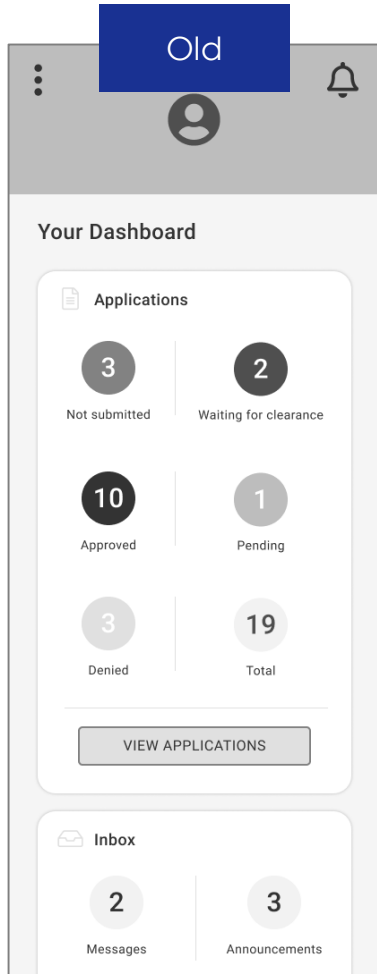 Old
Your Dashboard
Applications
3
2
Not submitted
Waiting for clearance
10
1
Approved
Pending
3
19
Denied
Total
VIEW APPLICATIONS
Inbox
2
3
Messages
Announcements